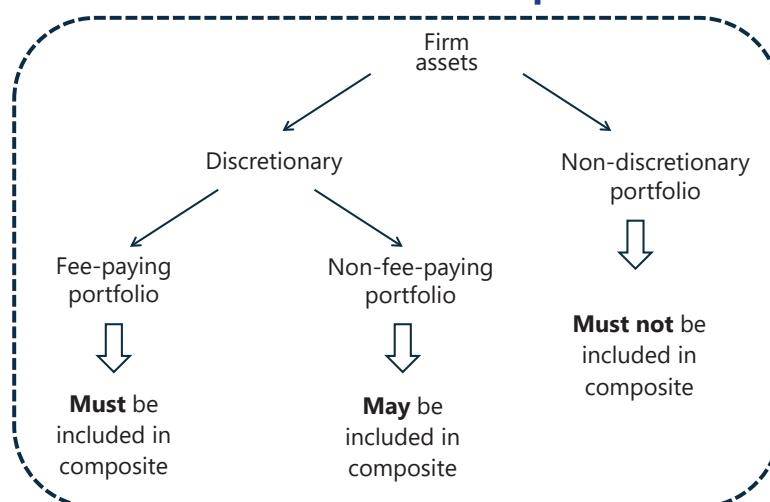 Firm
assets
Discretionary
Non-discretionary
portfolio
Fee-paying
portfolio
Non-fee-paying
portfolio
Must not be
included in
composite
Must be
included in
composite
May be
included in
composite